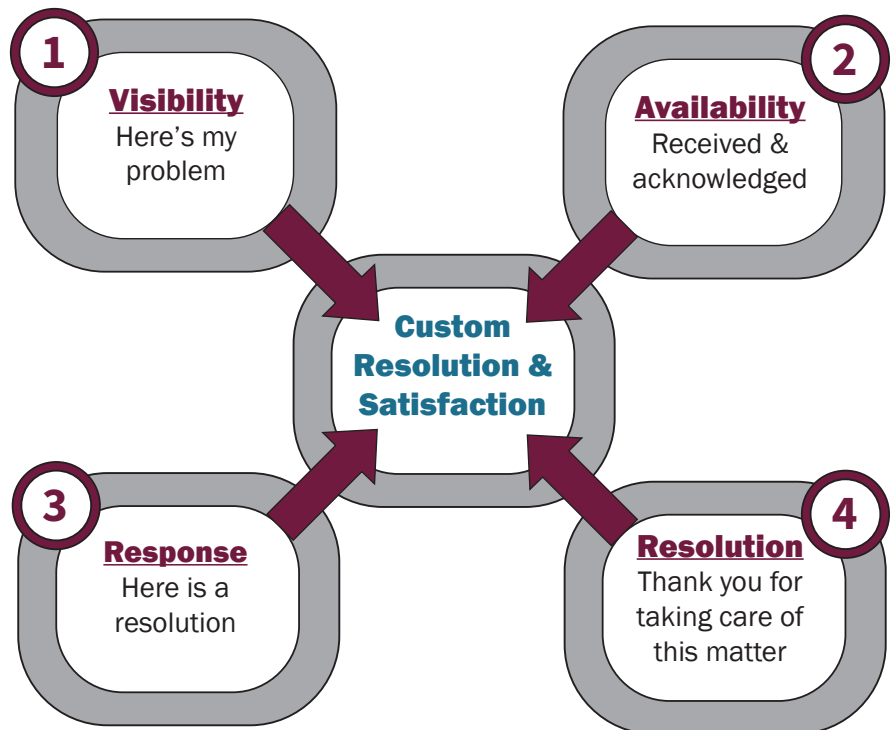 1
Visibility
Here’s my
problem
2
Availability
Received &
acknowledged
Custom
Resolution &
Satisfaction
3
Response
Here is a
resolution
4
Resolution
Thank you for
taking care of
this matter